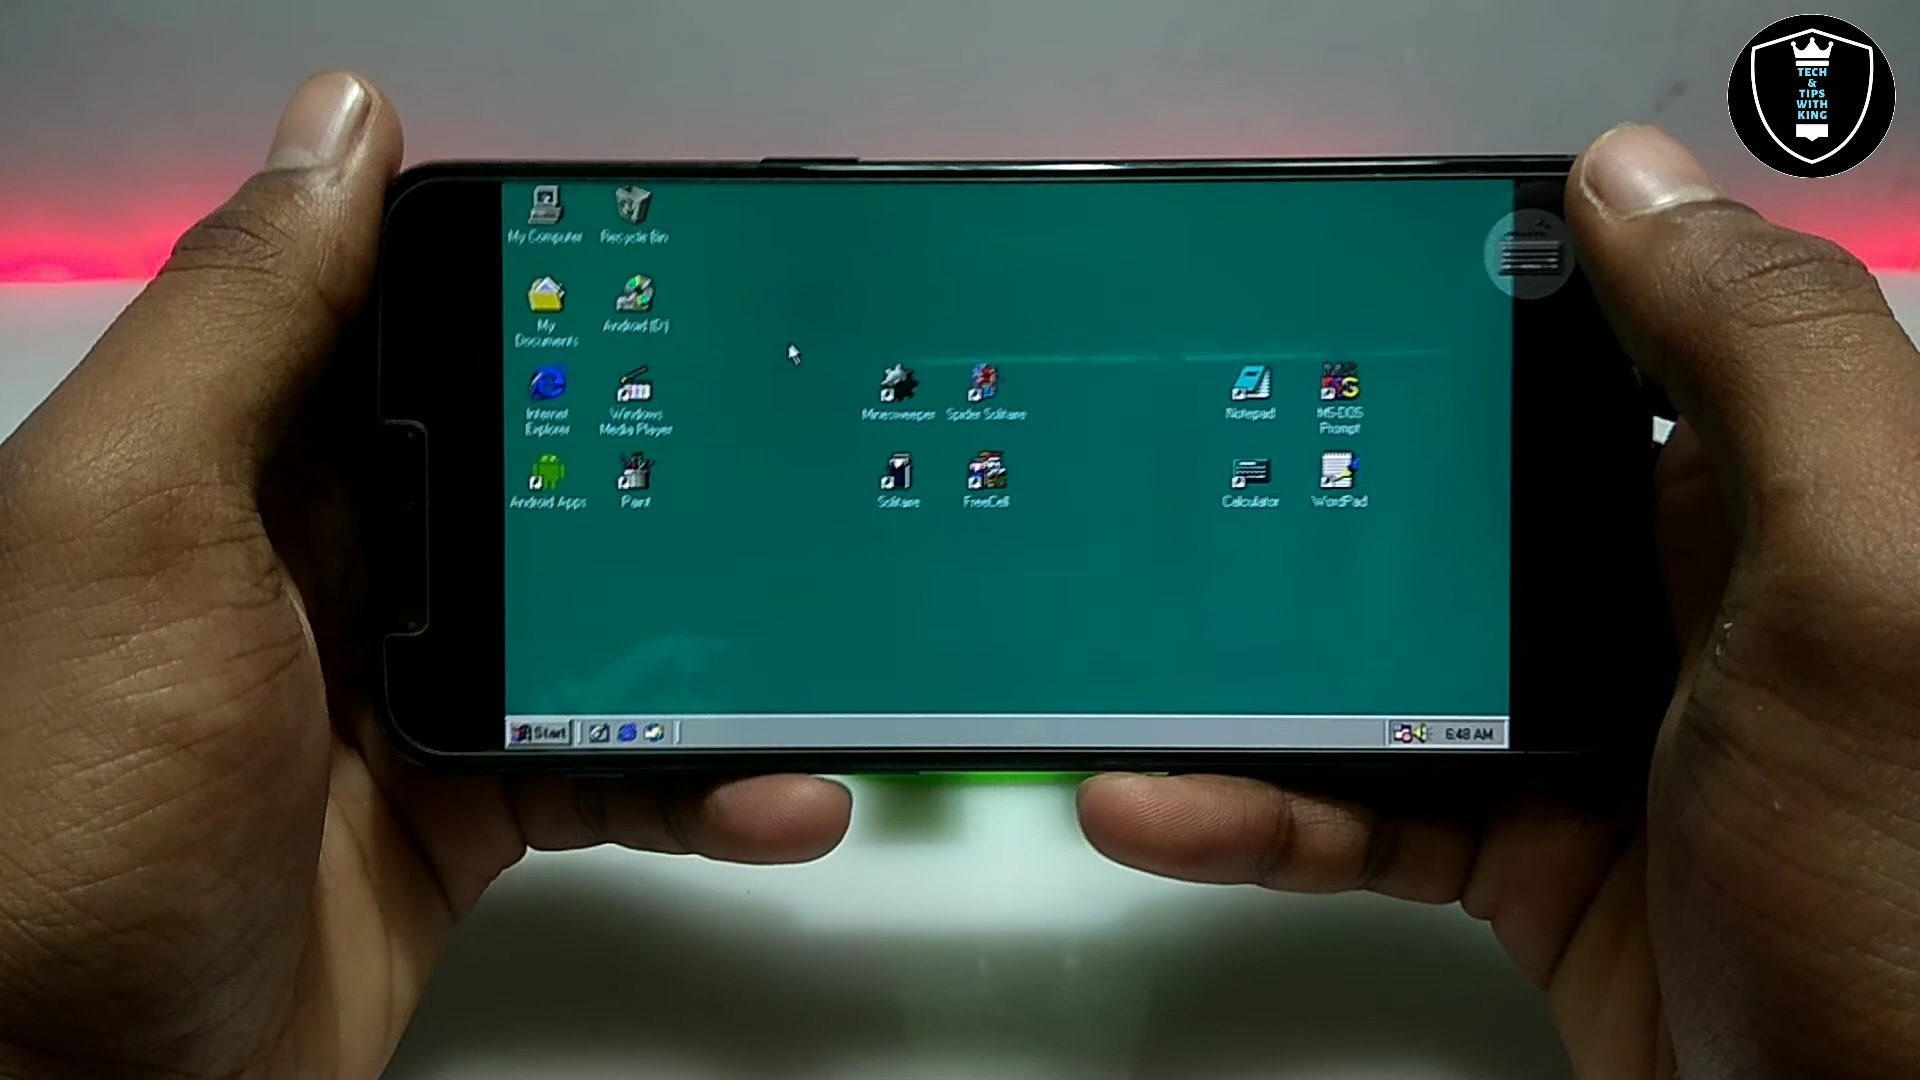 TECH
&
TIPS
WITH
KING
My Computer
Recycle Bin
My
Documents
Android (D:)
Internet
Explorer
Windows
Media Player
Minesweeper
Spider Solitaire
Notepad
MS-DOS
Prompt
Android Apps
Paint
Solitaire
FreeCell
Calculator
WordPad
Start
6:48 AM